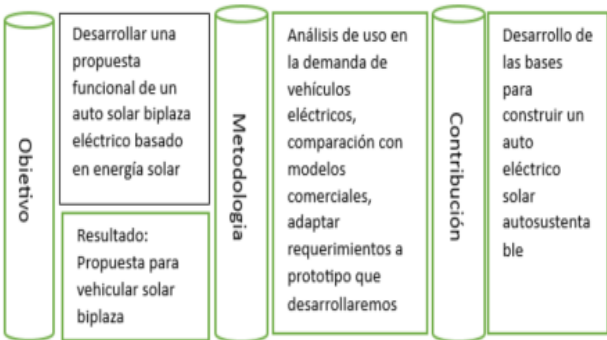 Objetivo
Desarrollar una
propuesta
funcional de un
auto solar biplaza
eléctrico basado
en energía solar
Resultado:
Propuesta para
vehicular solar
biplaza
Metodologia
Análisis de uso en
la demanda de
vehículos
eléctricos,
comparación con
modelos
comerciales,
adaptar
requerimientos a
prototipo que
desarrollaremos
Contribución
Desarrollo de
las bases
para
construir un
auto
eléctrico
solar
autosustenta
ble